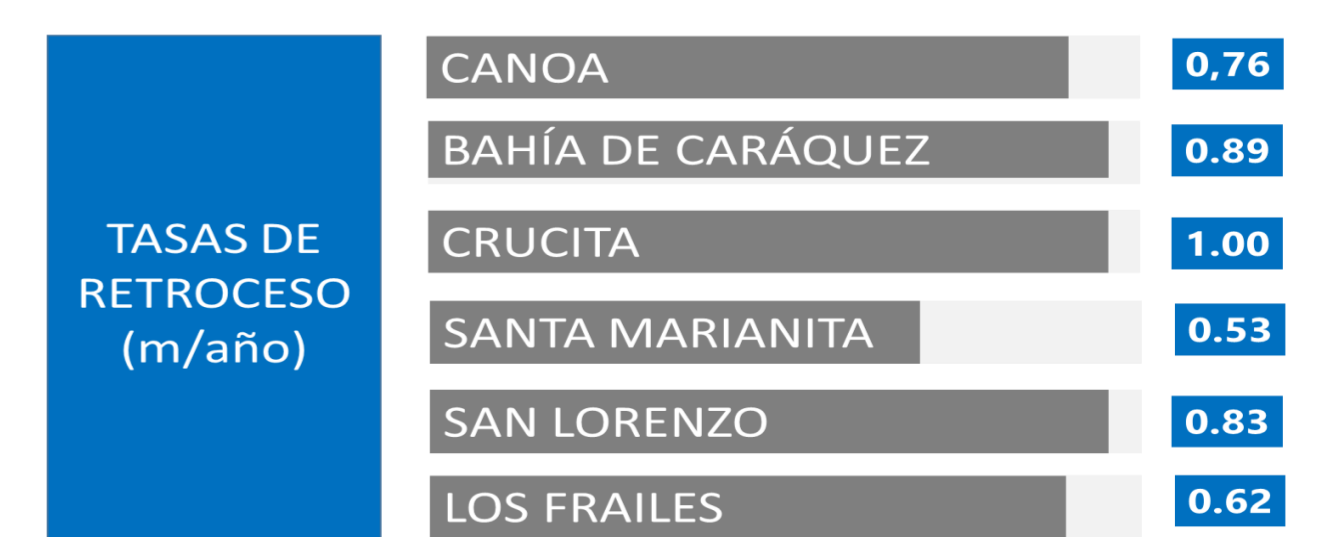 TASAS DE
RETROCESO
(m/año)
CANOA 0,76
BAHÍA DE CARÁQUEZ 0.89
CRUCITA 1.00
SANTA MARIANITA 0.53
SAN LORENZO 0.83
LOS FRAILES 0.62